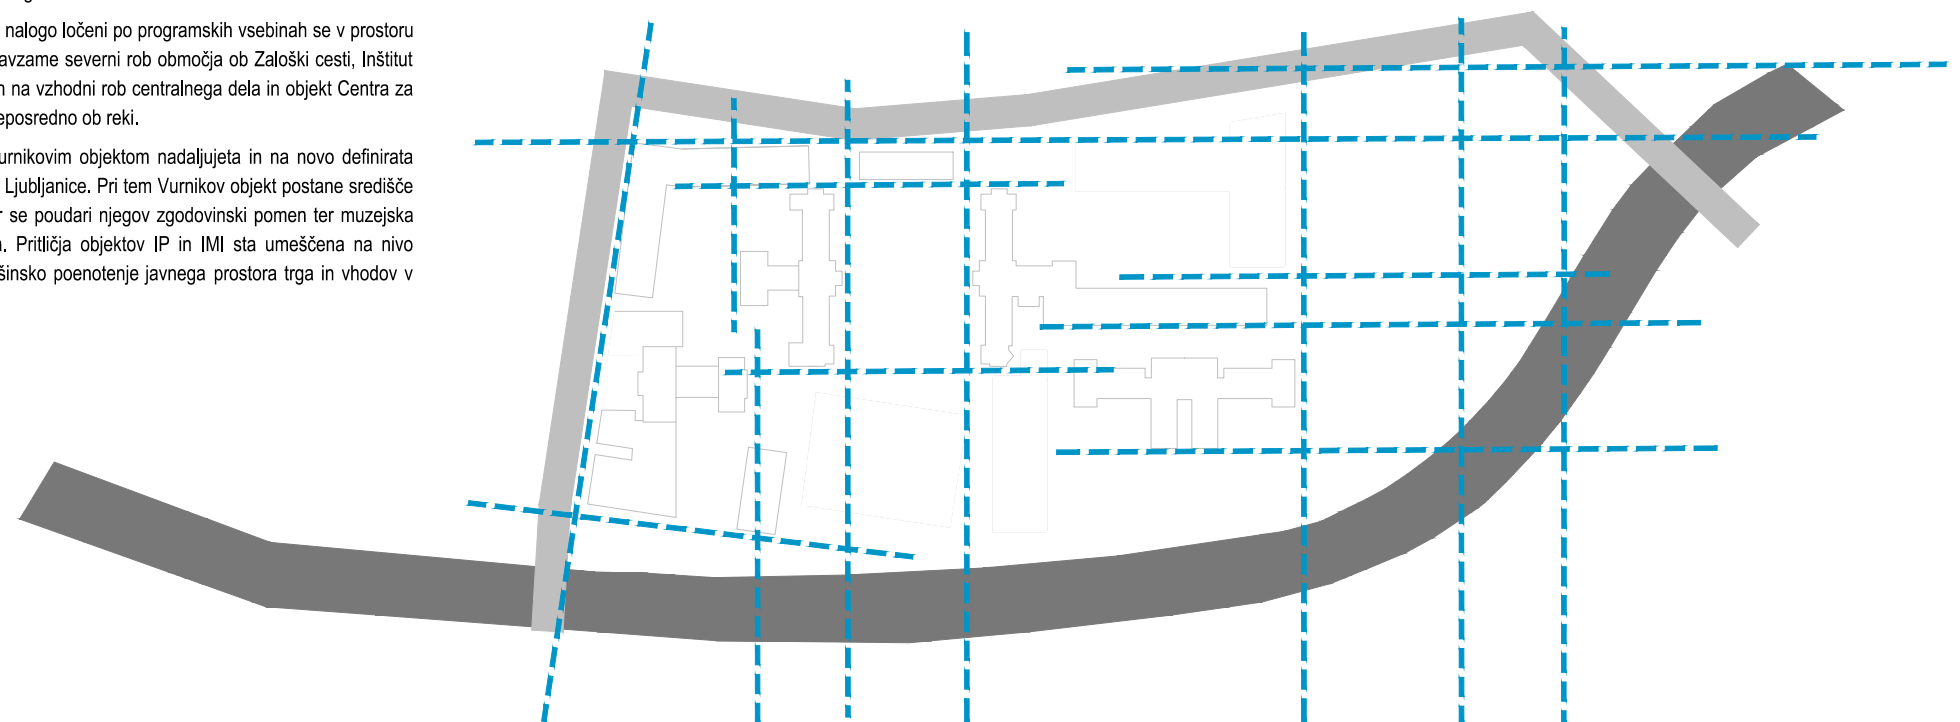 nalogo ločeni po programskih vsebinah se v prostoru
avzame severni rob območja ob Zaloški cesti, Inštitut
na vzhodni rob centralnega dela in objekt Centra za
eposredno ob reki.
urnikovim objektom nadaljujeta in na novo definirata
Ljubljanice. Pri tem Vurnikov objekt postane središče
se poudari njegov zgodovinski pomen ter muzejska
Pritličja objektov IP in IMI sta umeščena na nivo
šinsko poenotenje javnega prostora trga in vhodov v